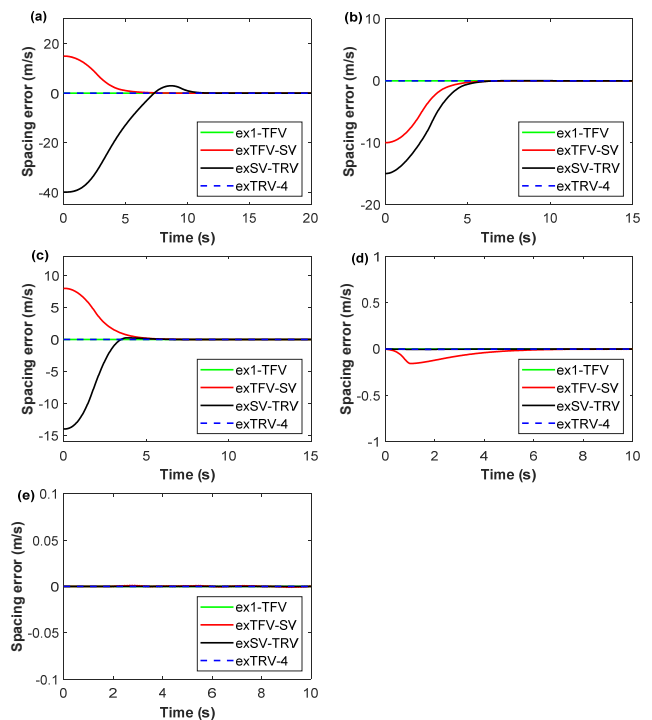 (a)
Spacing error (m/s)
20
0
-20
-40
0
5
10
15
20
Time (s)
ex1-TFV
exTFV-SV
exSV-TRV
exTRV-4
(b)
Spacing error (m/s)
10
0
-10
-20
0
5
10
15
Time (s)
ex1-TFV
exTFV-SV
exSV-TRV
exTRV-4
(c)
Spacing error (m/s)
10
5
0
-5
-10
-15
0
5
10
15
Time (s)
ex1-TFV
exTFV-SV
exSV-TRV
exTRV-4
(d)
Spacing error (m/s)
1
0.5
0
-0.5
-1
0
2
4
6
8
10
Time (s)
ex1-TFV
exTFV-SV
exSV-TRV
exTRV-4
(e)
Spacing error (m/s)
0.1
0.05
0
-0.05
-0.1
0
2
4
6
8
10
Time (s)
ex1-TFV
exTFV-SV
exSV-TRV
exTRV-4